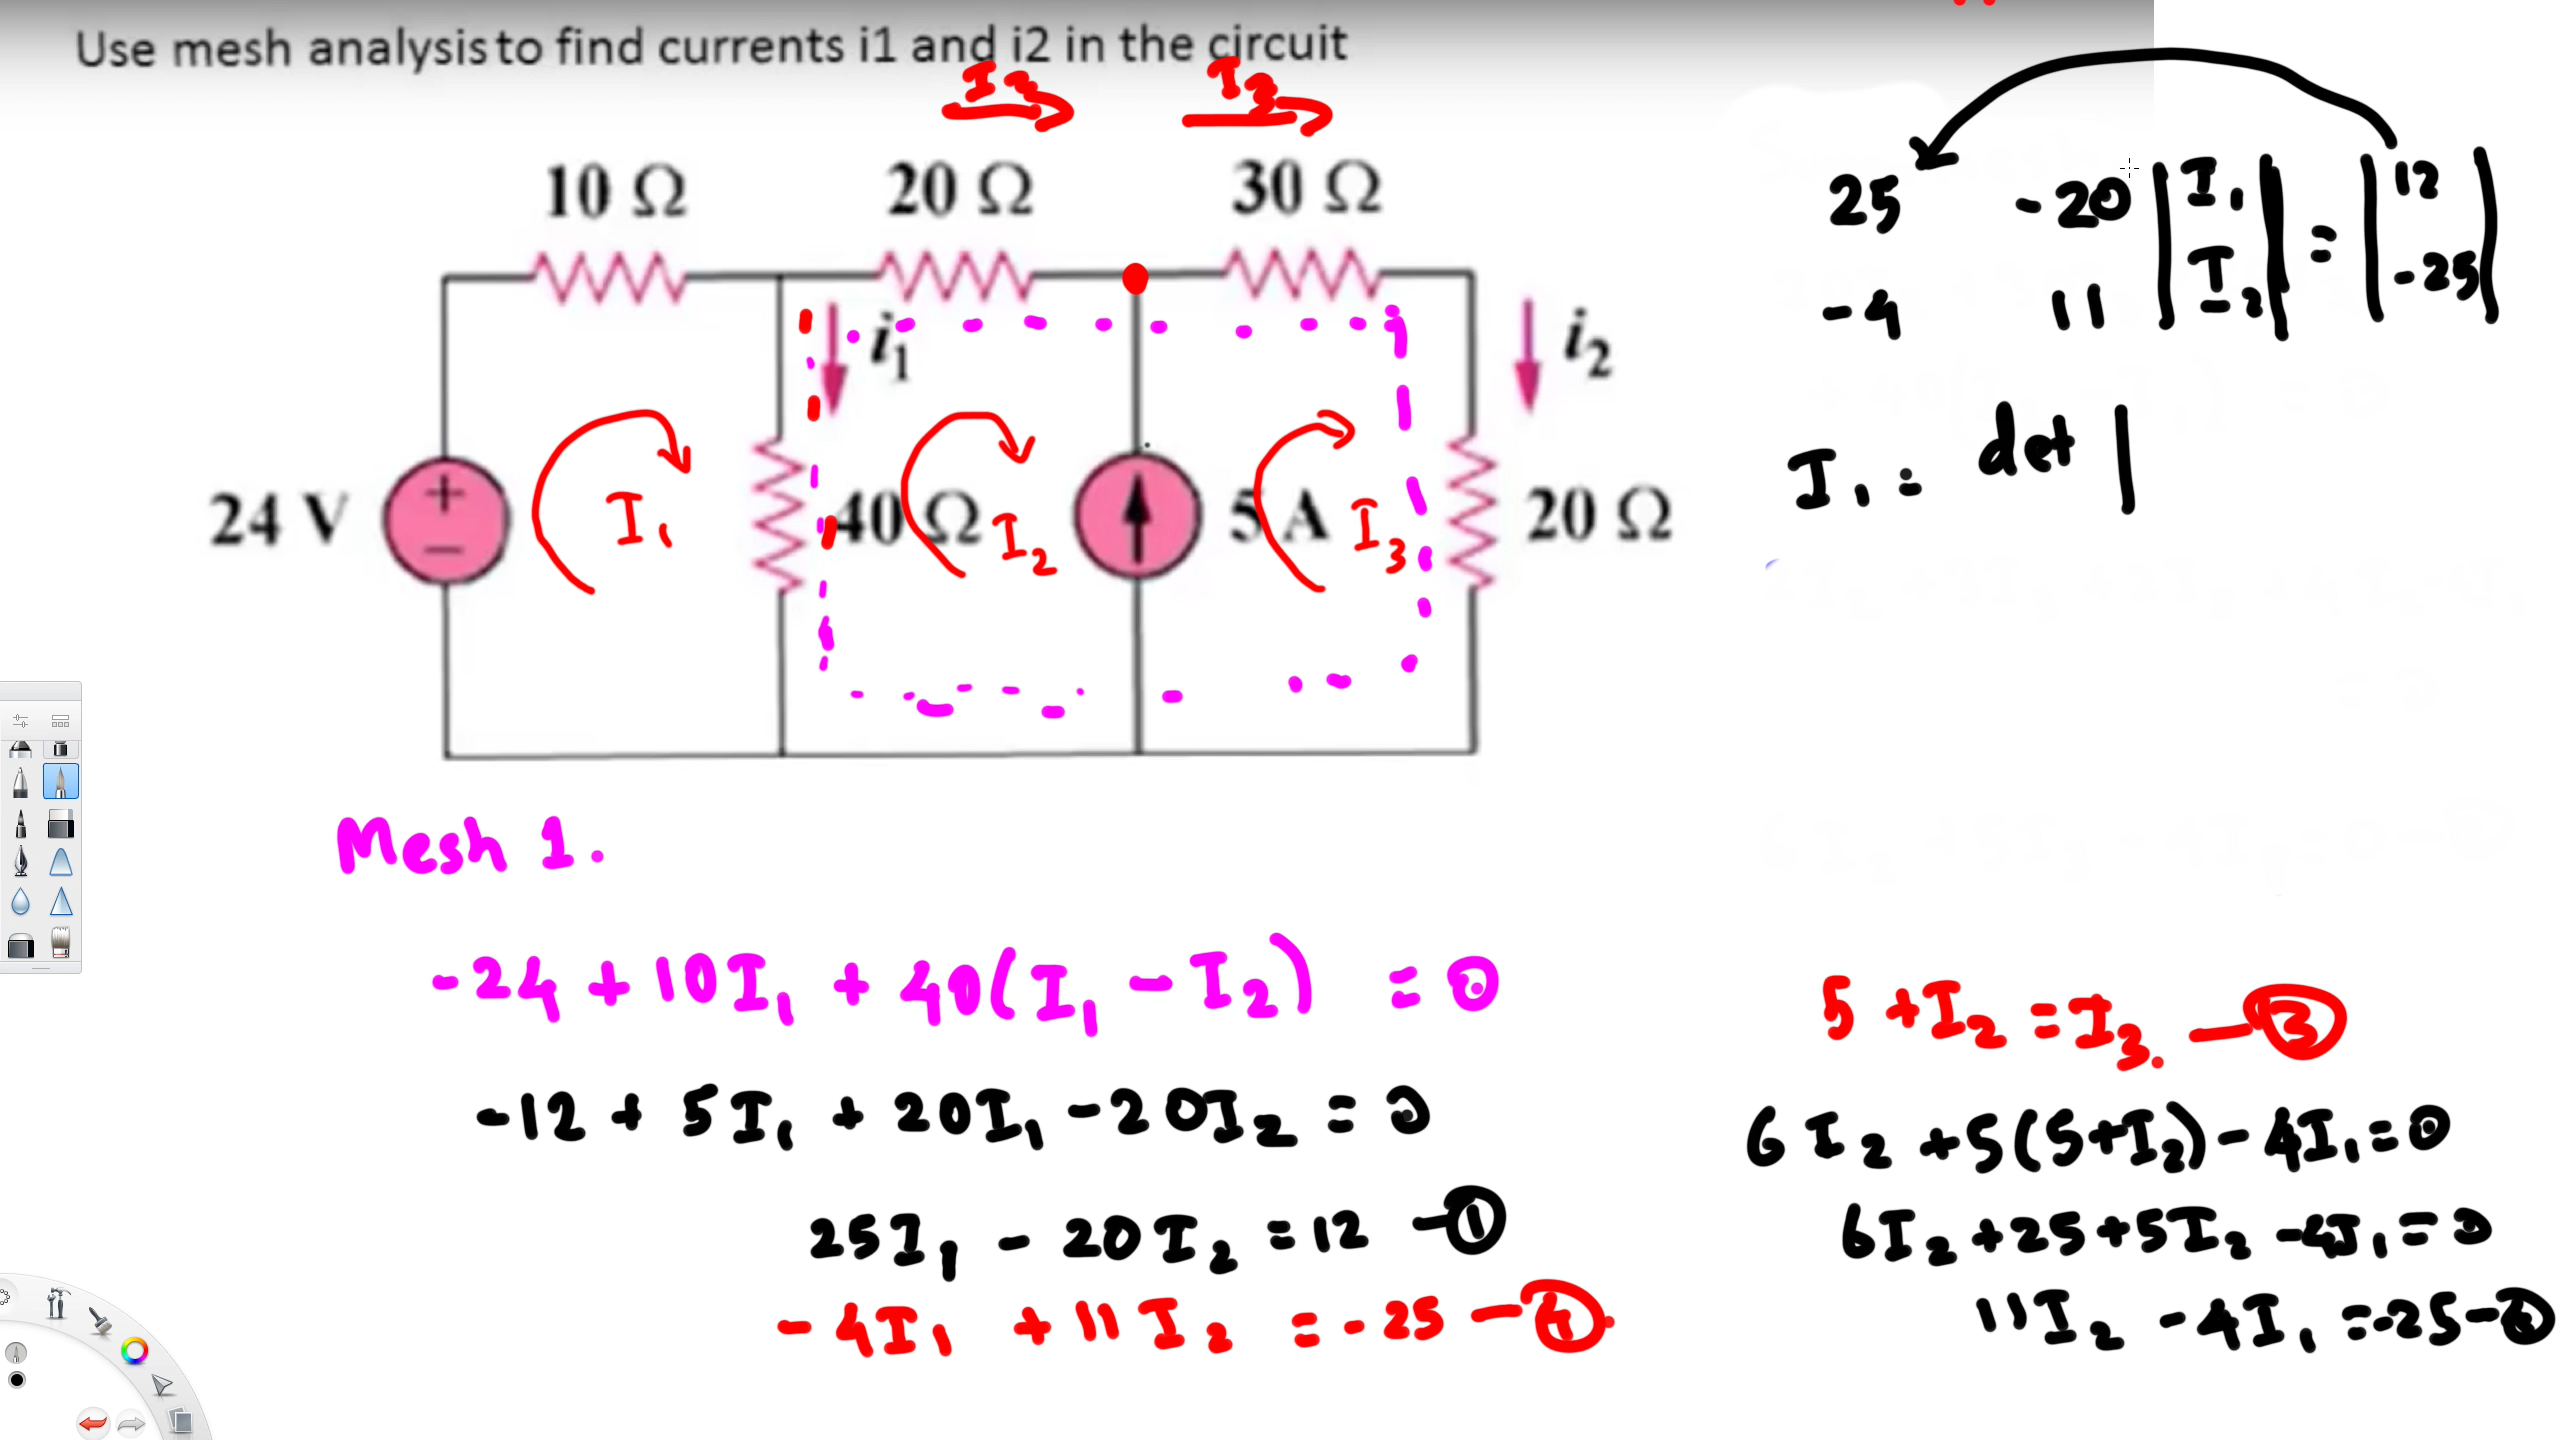 Use mesh analysis to find currents i1 and i2 in the circuit
I3
I3
10 Ω
20 Ω
30 Ω
i1
i2
24 V
+
−
I1
40 Ω
I2
5 A
I3
20 Ω
25 -20 | I1 | = | 12 |
-4 11 | I2 | | -25 |
I1 = det |
Mesh 1.
-24 + 10I1 + 40(I1 - I2) = 0
-12 + 5I1 + 20I1 - 20I2 = 0
25I1 - 20I2 = 12 - ①
-4I1 + 11I2 = -25 - ④
5 + I2 = I3. - ③
6I2 + 5(5+I2) - 4I1 = 0
6I2 + 25 + 5I2 - 4I1 = 0
11I2 - 4I1 = -25 - ④